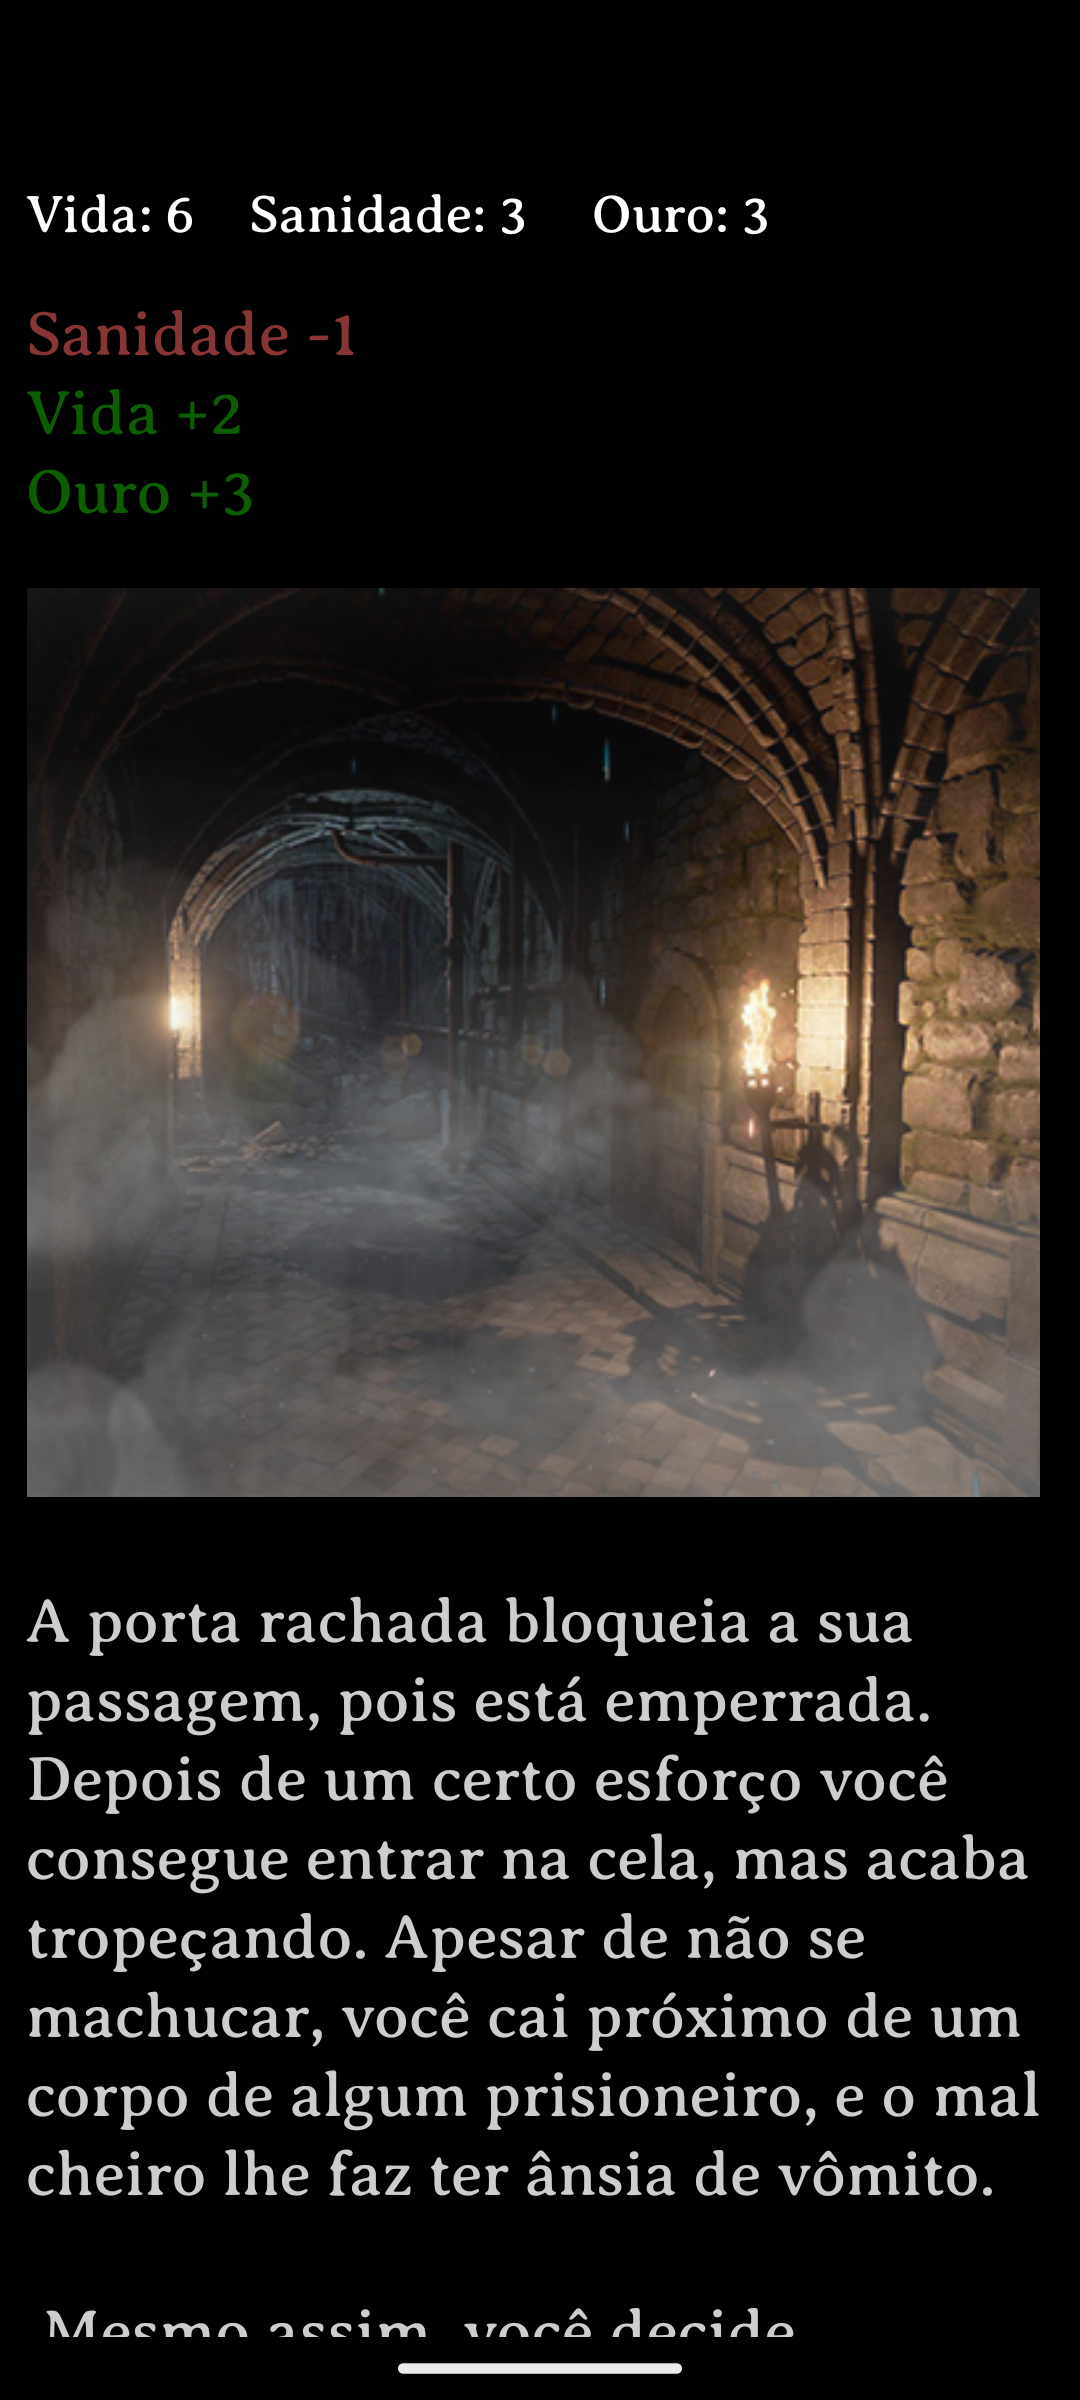 Vida: 6 Sanidade: 3 Ouro: 3
Sanidade -1
Vida +2
Ouro +3
A porta rachada bloqueia a sua
passagem, pois está emperrada.
Depois de um certo esforço você
consegue entrar na cela, mas acaba
tropeçando. Apesar de não se
machucar, você cai próximo de um
corpo de algum prisioneiro, e o mal
cheiro lhe faz ter ânsia de vômito.
Mesmo assim, você decide